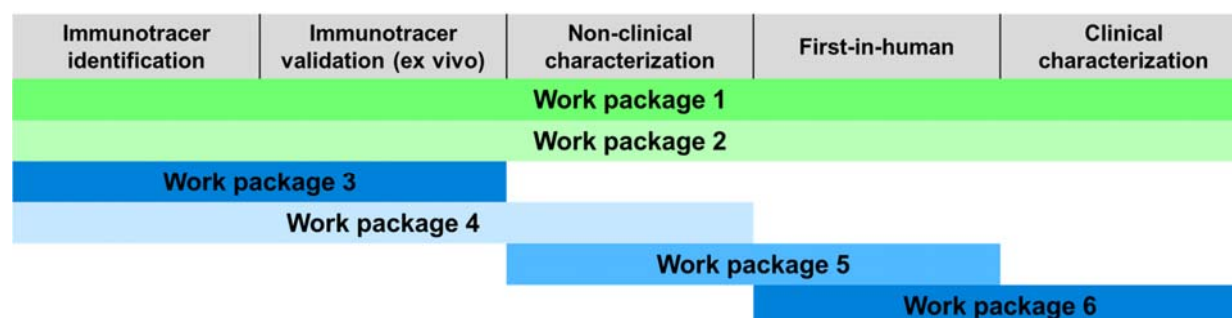 Immunotracer
identification
Immunotracer
validation (ex vivo)
Non-clinical
characterization
First-in-human
Clinical
characterization
Work package 1
Work package 2
Work package 3
Work package 4
Work package 5
Work package 6